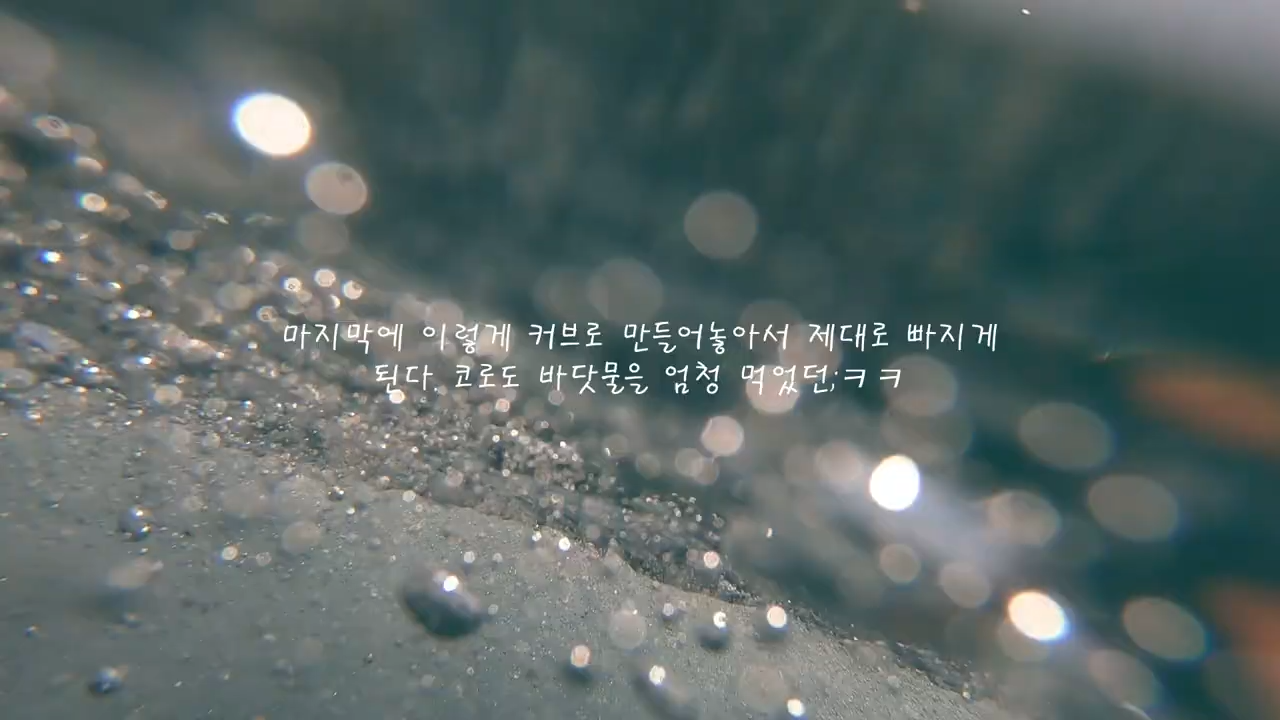 마지막에 이렇게 커브로 만들어놓아서 제대로 빠지게
된다. 코로도 바닷물을 엄청 먹었던;ㅋㅋ